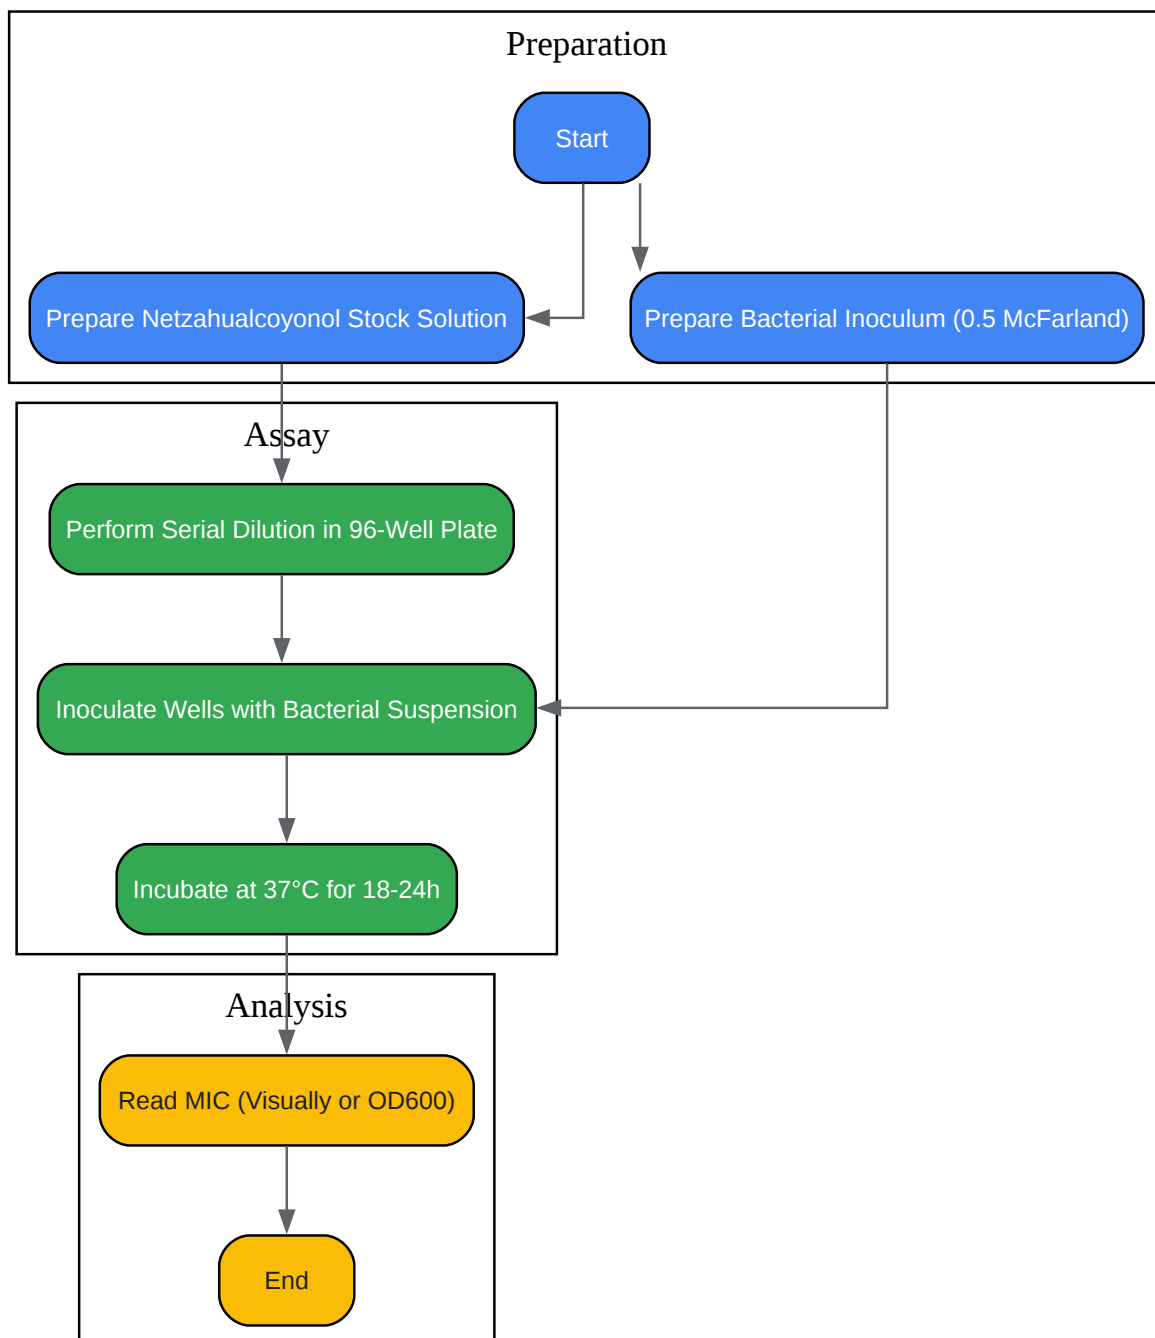 Preparation
Start
Prepare Netzahualcoyonol Stock Solution
Prepare Bacterial Inoculum (0.5 McFarland)
Assay
Perform Serial Dilution in 96-Well Plate
Inoculate Wells with Bacterial Suspension
Incubate at 37°C for 18-24h
Analysis
Read MIC (Visually or OD600)
End